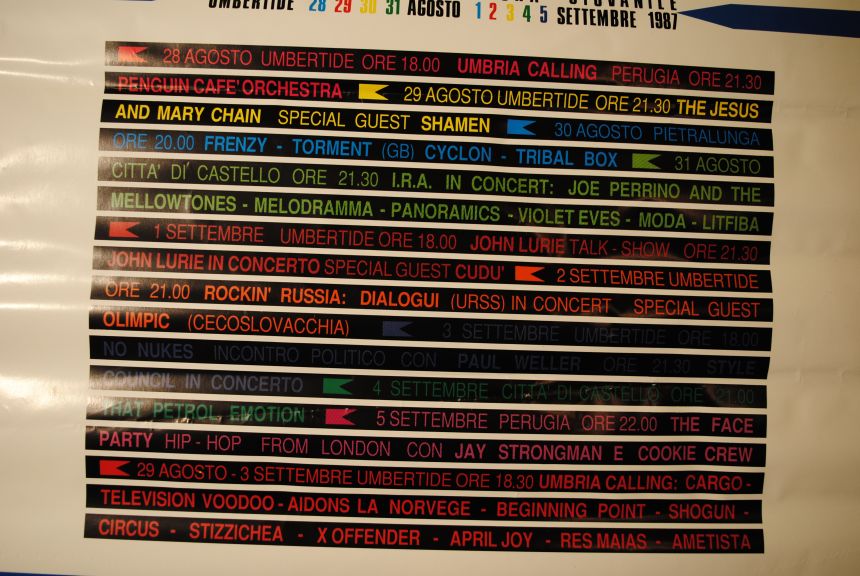 UMBERTIDE 28 29 30 31 AGOSTO 1 2 3 4 5 SETTEMBRE 1987
28 AGOSTO UMBERTIDE ORE 18.00 UMBRIA CALLING PERUGIA ORE 21.30
PENGUIN CAFE' ORCHESTRA 29 AGOSTO UMBERTIDE ORE 21.30 THE JESUS
AND MARY CHAIN SPECIAL GUEST SHAMEN 30 AGOSTO PIETRALUNGA
ORE 20.00 FRENZY - TORMENT (GB) CYCLON - TRIBAL BOX 31 AGOSTO
CITTA' DI CASTELLO ORE 21.30 I.R.A. IN CONCERT: JOE PERRINO AND THE
MELLOWTONES - MELODRAMMA - PANORAMICS - VIOLET EVES - MODA - LITFIBA
1 SETTEMBRE UMBERTIDE ORE 18.00 JOHN LURIE TALK - SHOW ORE 21.30
JOHN LURIE IN CONCERTO SPECIAL GUEST CUDU' 2 SETTEMBRE UMBERTIDE
ORE 21.00 ROCKIN' RUSSIA: DIALOGUI (URSS) IN CONCERT SPECIAL GUEST
OLIMPIC (CECOSLOVACCHIA) 3 SETTEMBRE UMBERTIDE ORE 18.00
NO NUKES INCONTRO POLITICO CON PAUL WELLER ORE 21.30 STYLE
COUNCIL IN CONCERTO 4 SETTEMBRE CITTA' DI CASTELLO ORE 21.00
THAT PETROL EMOTION 5 SETTEMBRE PERUGIA ORE 22.00 THE FACE
PARTY HIP - HOP FROM LONDON CON JAY STRONGMAN E COOKIE CREW
29 AGOSTO - 3 SETTEMBRE UMBERTIDE ORE 18.30 UMBRIA CALLING: CARGO -
TELEVISION VOODOO - AIDONS LA NORVEGE - BEGINNING POINT - SHOGUN -
CIRCUS - STIZZICHEA - X OFFENDER - APRIL JOY - RES MAIAS - AMETISTA